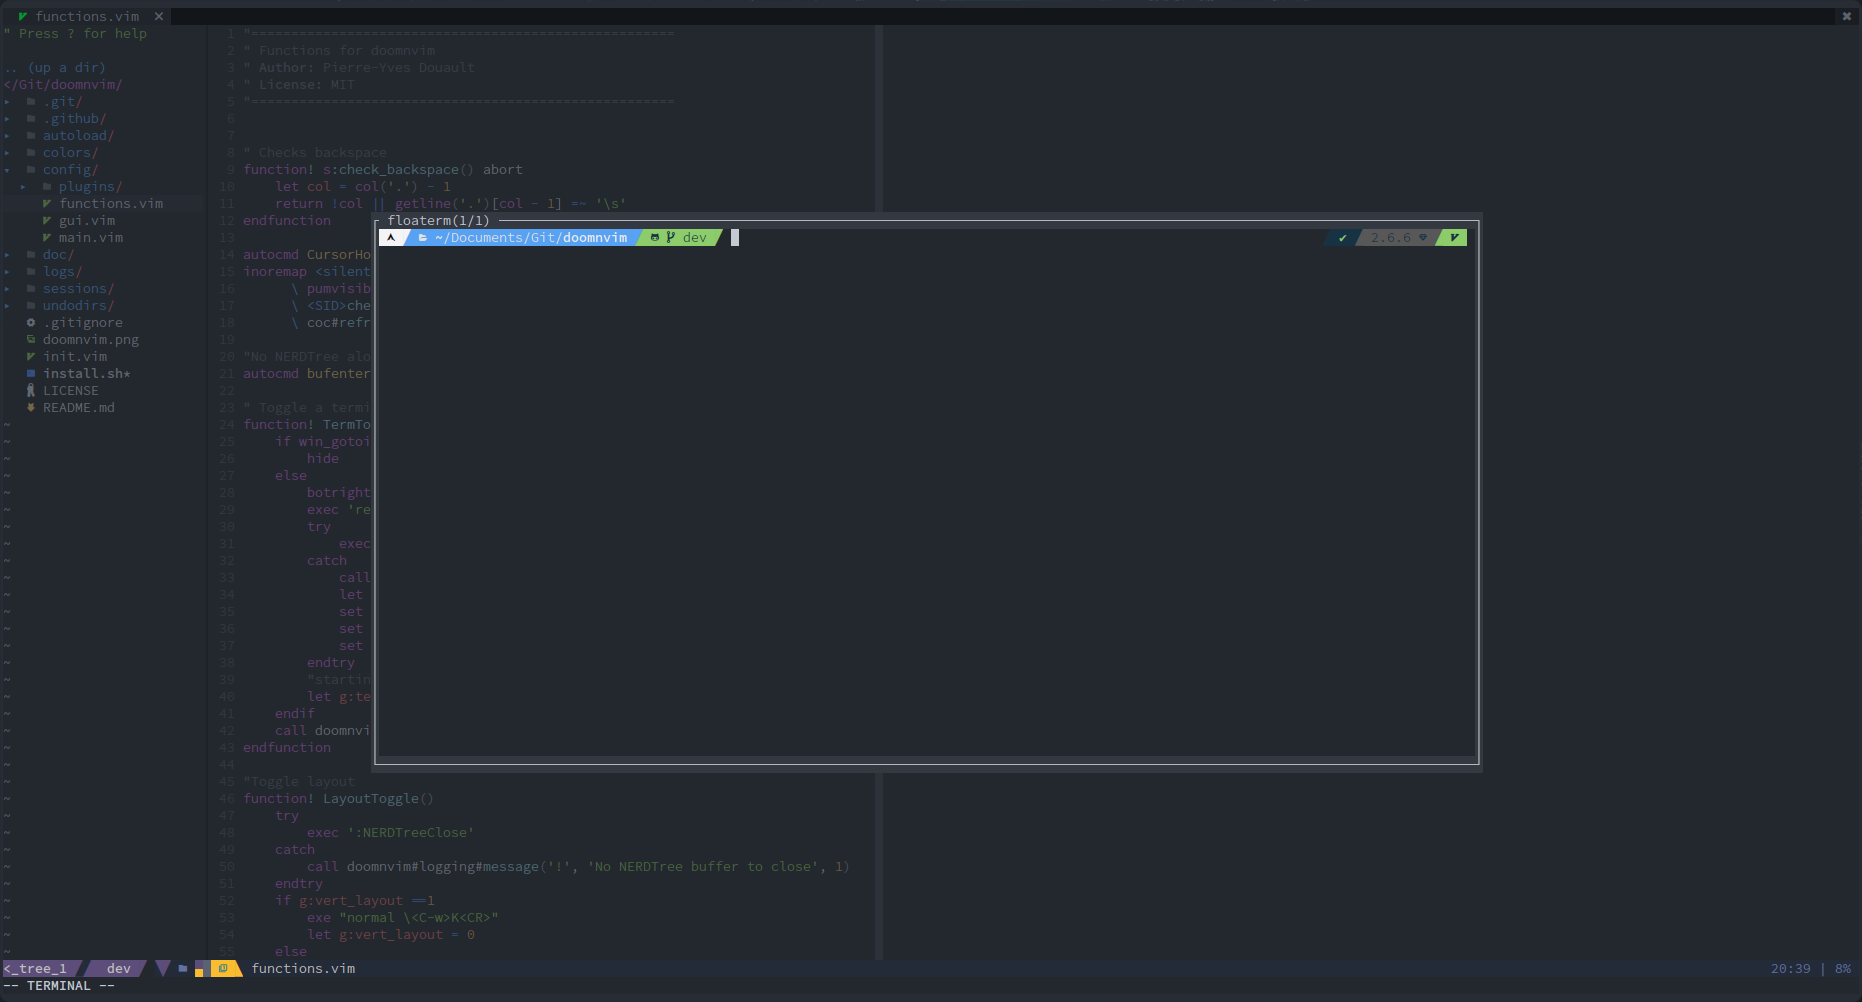 functions.vim
" Press ? for help
.. (up a dir)
</Git/doomnvim/
.git/
.github/
autoload/
colors/
config/
plugins/
functions.vim
gui.vim
main.vim
doc/
logs/
sessions/
undodirs/
.gitignore
doomnvim.png
init.vim
install.sh*
LICENSE
README.md
1 "=====================================================
2 " Functions for doomnvim
3 " Author: Pierre-Yves Douault
4 " License: MIT
5 "=====================================================
6
7
8 " Checks backspace
9 function! s:check_backspace() abort
10 let col = col('.') - 1
11 return !col || getline('.')[col - 1] =~ '\s'
12 endfunction
13
14 autocmd CursorHo
15 inoremap <silent
16 \ pumvisib
17 \ <SID>che
18 \ coc#refr
19
20 "No NERDTree alo
21 autocmd bufenter
22
23 " Toggle a termi
24 function! TermTo
25 if win_gotoi
26 hide
27 else
28 botright
29 exec 're
30 try
31 exec
32 catch
33 call
34 let
35 set
36 set
37 set
38 endtry
39 "startin
40 let g:te
41 endif
42 call doomnvi
43 endfunction
44
45 "Toggle layout
46 function! LayoutToggle()
47 try
48 exec ':NERDTreeClose'
49 catch
50 call doomnvim#logging#message('!', 'No NERDTree buffer to close', 1)
51 endtry
52 if g:vert_layout ==1
53 exe "normal \<C-w>K<CR>"
54 let g:vert_layout = 0
55 else
floaterm(1/1)
~/Documents/Git/doomnvim dev
2.6.6
<_tree_1 dev functions.vim 20:39 | 8%
-- TERMINAL --